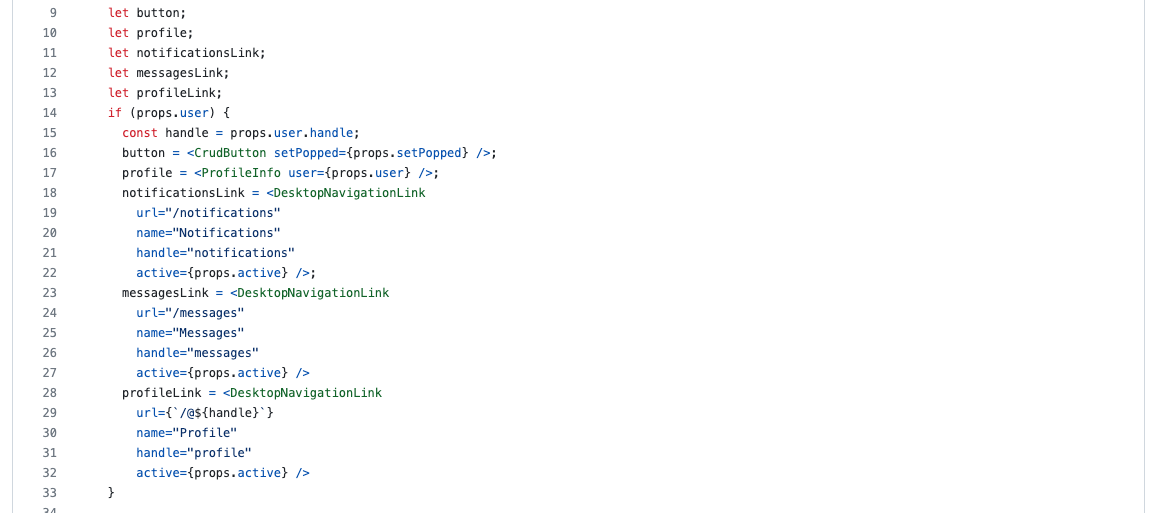 9 let button;
10 let profile;
11 let notificationsLink;
12 let messagesLink;
13 let profileLink;
14 if (props.user) {
15 const handle = props.user.handle;
16 button = <CrudButton setPopped={props.setPopped} />;
17 profile = <ProfileInfo user={props.user} />;
18 notificationsLink = <DesktopNavigationLink
19 url="/notifications"
20 name="Notifications"
21 handle="notifications"
22 active={props.active} />;
23 messagesLink = <DesktopNavigationLink
24 url="/messages"
25 name="Messages"
26 handle="messages"
27 active={props.active} />
28 profileLink = <DesktopNavigationLink
29 url={`/@${handle}`}
30 name="Profile"
31 handle="profile"
32 active={props.active} />
33 }
34